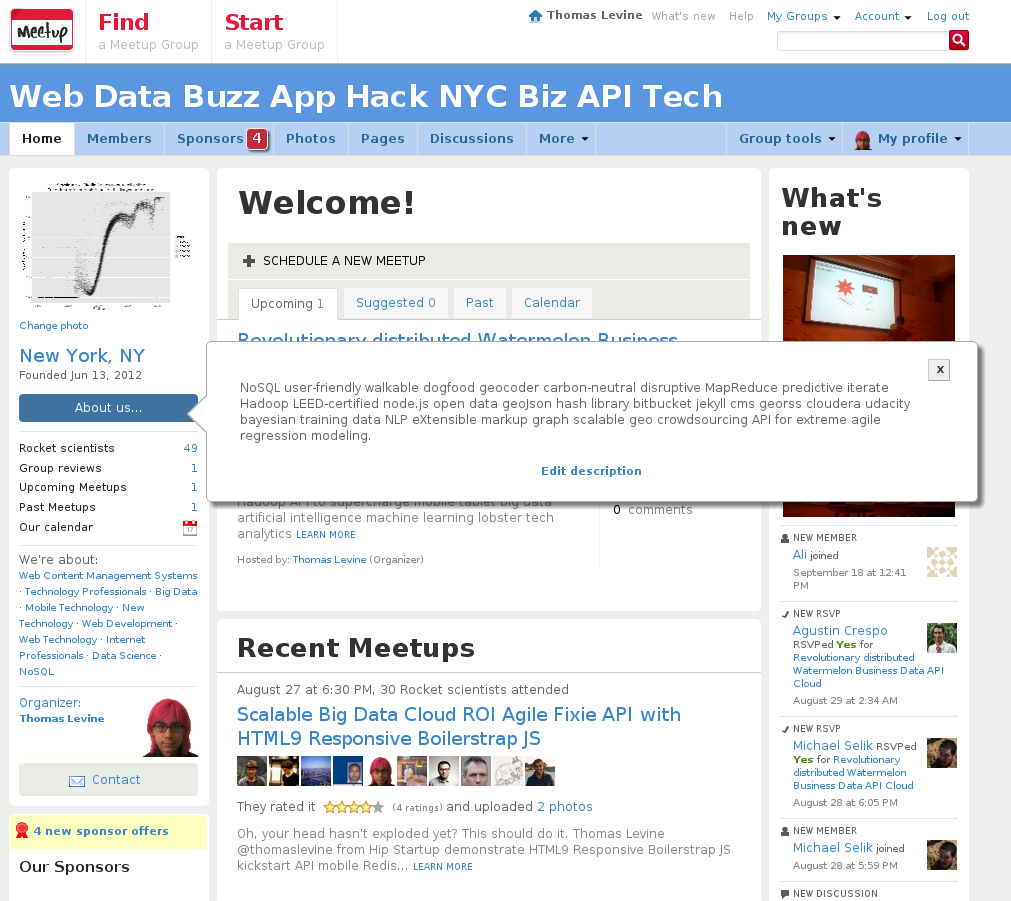 Meetup
Find
a Meetup Group
Start
a Meetup Group
Thomas Levine What's new Help My Groups Account Log out
Web Data Buzz App Hack NYC Biz API Tech
Home Members Sponsors 4 Photos Pages Discussions More Group tools My profile
Change photo
New York, NY
Founded Jun 13, 2012
About us...
Rocket scientists 49
Group reviews 1
Upcoming Meetups 1
Past Meetups 1
Our calendar
17
We're about:
Web Content Management Systems
· Technology Professionals · Big Data
· Mobile Technology · New
Technology · Web Development ·
Web Technology · Internet
Professionals · Data Science ·
NoSQL
Organizer:
Thomas Levine
Contact
4 new sponsor offers
Our Sponsors
Welcome!
SCHEDULE A NEW MEETUP
Upcoming 1 Suggested 0 Past Calendar
Revolutionary distributed Watermelon Business
x
NoSQL user-friendly walkable dogfood geocoder carbon-neutral disruptive MapReduce predictive iterate
Hadoop LEED-certified node.js open data geoJson hash library bitbucket jekyll cms georss cloudera udacity
bayesian training data NLP eXtensible markup graph scalable geo crowdsourcing API for extreme agile
regression modeling.
Edit description
Hadoop API to supercharge mobile tablet big data
artificial intelligence machine learning lobster tech
analytics LEARN MORE
0 comments
Hosted by: Thomas Levine (Organizer)
Recent Meetups
August 27 at 6:30 PM, 30 Rocket scientists attended
Scalable Big Data Cloud ROI Agile Fixie API with
HTML9 Responsive Boilerstrap JS
They rated it (4 ratings) and uploaded 2 photos
Oh, your head hasn't exploded yet? This should do it. Thomas Levine
@thomaslevine from Hip Startup demonstrate HTML9 Responsive Boilerstrap JS
kickstart API mobile Redis... LEARN MORE
What's
new
NEW MEMBER
Ali joined
September 18 at 12:41
PM
NEW RSVP
Agustin Crespo
RSVPed Yes for
Revolutionary distributed
Watermelon Business Data API
Cloud
August 29 at 2:34 AM
NEW RSVP
Michael Selik RSVPed
Yes for Revolutionary
distributed Watermelon
Business Data API Cloud
August 28 at 6:05 PM
NEW MEMBER
Michael Selik joined
August 28 at 5:59 PM
NEW DISCUSSION